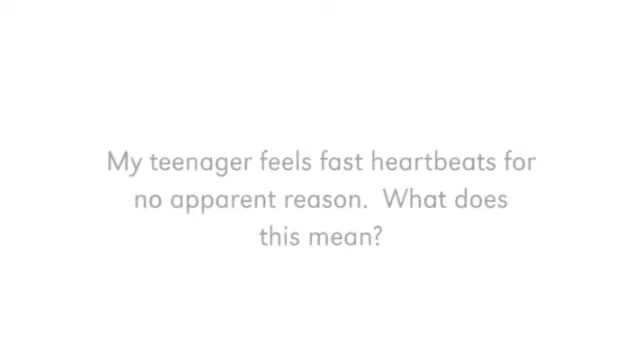 My teenager feels fast heartbeats for
no apparent reason.  What does
this mean?